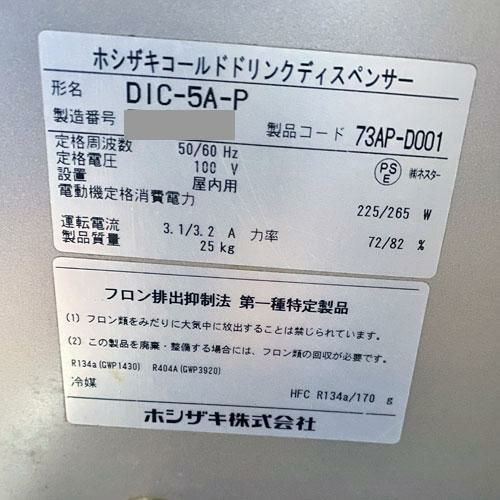 ホシザキコールドドリンクディスペンサー
形名 DIC-5A-P
製造番号
製品コード 73AP-D001
定格周波数 50/60 Hz
定格電圧 100 V
設置 屋内用
PS E ㈱ネスター
電動機定格消費電力 225/265 W
運転電流 3.1/3.2 A 力率 72/82 %
製品質量 25 kg
フロン排出抑制法 第一種特定製品
(1) フロン類をみだりに大気中に放出することは禁じられています。
(2) この製品を廃棄・整備する場合には、フロン類の回収が必要です。
R134a(GWP1430) R404A(GWP3920)
冷媒 HFC R134a/170 g
ホシザキ株式会社